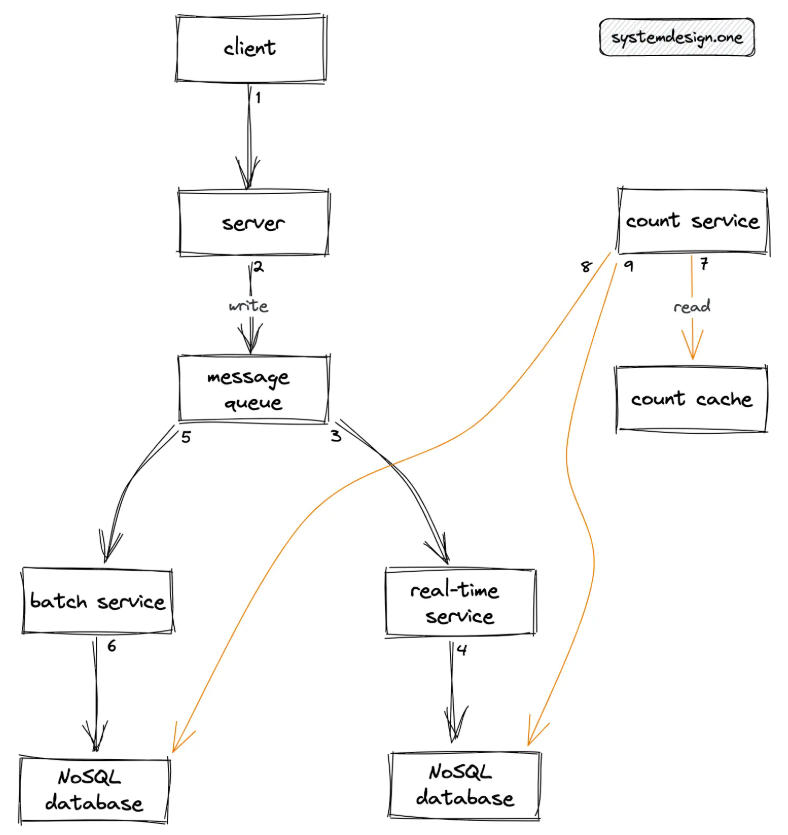 client
systemdesign.one
1
server
count service
2
8
9
7
write
read
message
queue
count cache
5
3
batch service
real-time
service
6
4
NoSQL
database
NoSQL
database